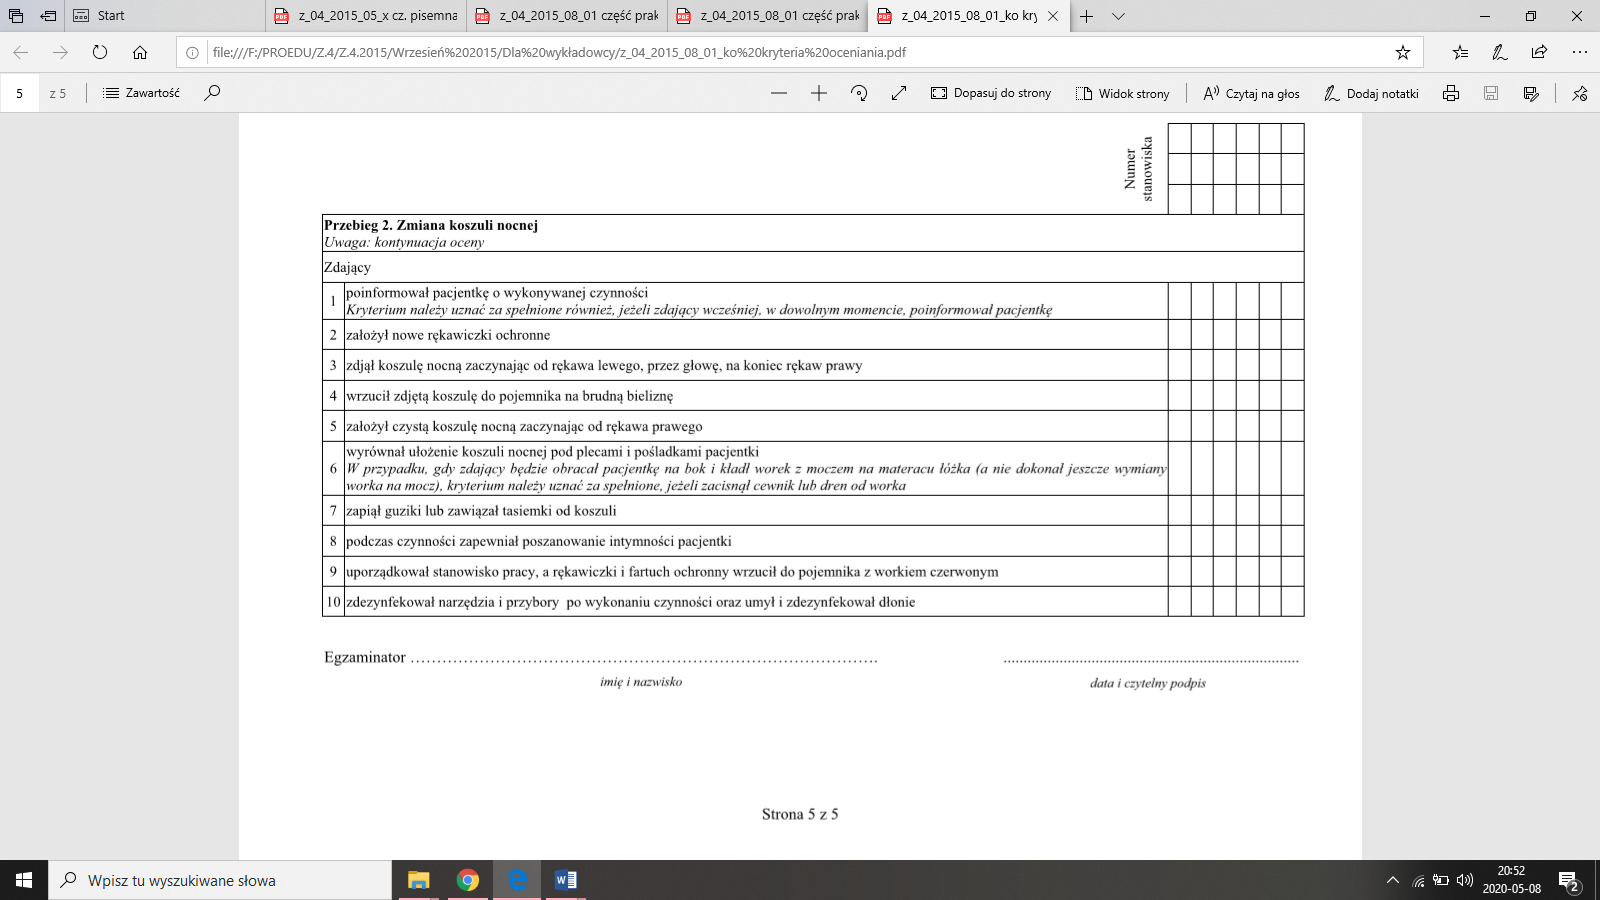 Start
z_04_2015_05_x cz. pisemna
z_04_2015_08_01 część prak
z_04_2015_08_01 część prak
z_04_2015_08_01_ko kry
file:///F:/PROEDU/Z.4/Z.4.2015/Wrzesień%202015/Dla%20wykładowcy/z_04_2015_08_01_ko%20kryteria%20oceniania.pdf
5 z 5 Zawartość Dopasuj do strony Widok strony Czytaj na głos Dodaj notatki
Numer
stanowiska
Przebieg 2. Zmiana koszuli nocnej
Uwaga: kontynuacja oceny
Zdający
1 poinformował pacjentkę o wykonywanej czynności
Kryterium należy uznać za spełnione również, jeżeli zdający wcześniej, w dowolnym momencie, poinformował pacjentkę
2 założył nowe rękawiczki ochronne
3 zdjął koszulę nocną zaczynając od rękawa lewego, przez głowę, na koniec rękaw prawy
4 wrzucił zdjętą koszulę do pojemnika na brudną bieliznę
5 założył czystą koszulę nocną zaczynając od rękawa prawego
wyrównał ułożenie koszuli nocnej pod plecami i pośladkami pacjentki
6 W przypadku, gdy zdający będzie obracał pacjentkę na bok i kładł worek z moczem na materacu łóżka (a nie dokonał jeszcze wymiany
worka na mocz), kryterium należy uznać za spełnione, jeżeli zacisnął cewnik lub dren od worka
7 zapiął guziki lub zawiązał tasiemki od koszuli
8 podczas czynności zapewniał poszanowanie intymności pacjentki
9 uporządkował stanowisko pracy, a rękawiczki i fartuch ochronny wrzucił do pojemnika z workiem czerwonym
10 zdezynfekował narzędzia i przybory po wykonaniu czynności oraz umył i zdezynfekował dłonie
Egzaminator ……………………………………………………………………………. ..........................................................................
imię i nazwisko data i czytelny podpis
Strona 5 z 5
Wpisz tu wyszukiwane słowa
20:52
2020-05-08
2